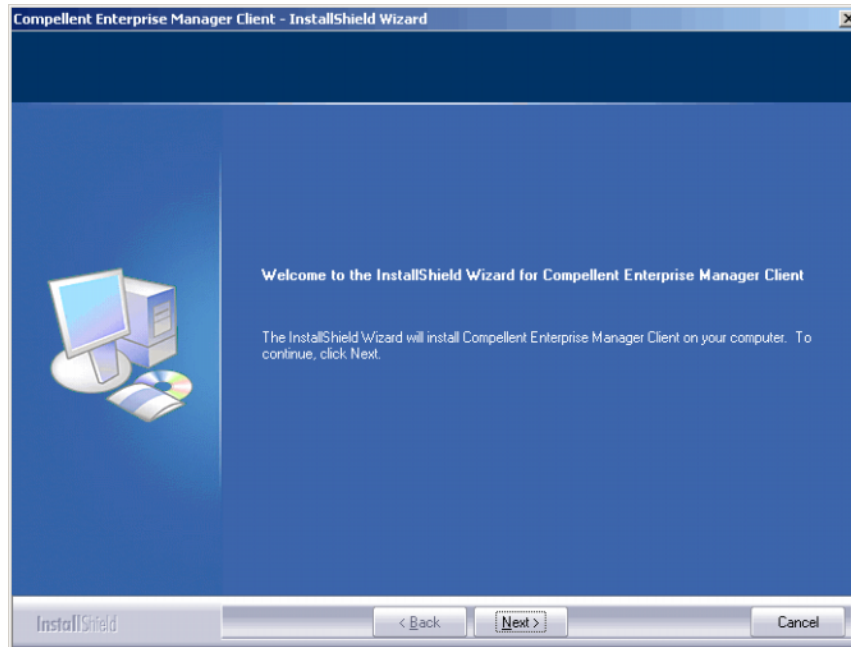 Compellent Enterprise Manager Client - InstallShield Wizard
Welcome to the InstallShield Wizard for Compellent Enterprise Manager Client
The InstallShield Wizard will install Compellent Enterprise Manager Client on your computer. To
continue, click Next.
InstallShield
< Back
Next >
Cancel